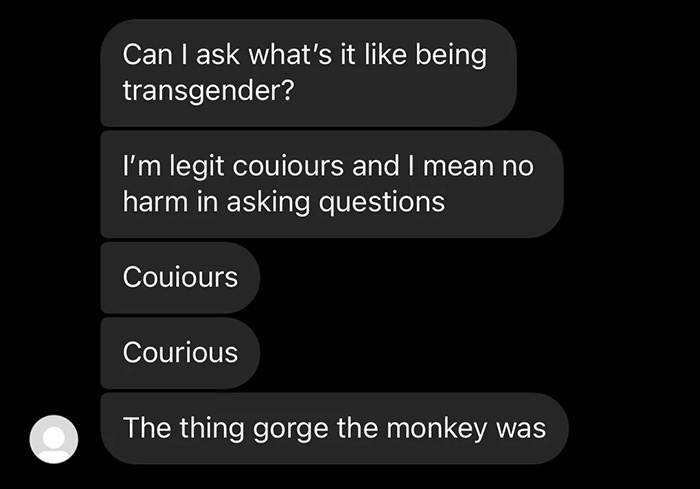 Can I ask what's it like being
transgender?
I'm legit couiours and I mean no
harm in asking questions
Couiours
Courious
The thing gorge the monkey was